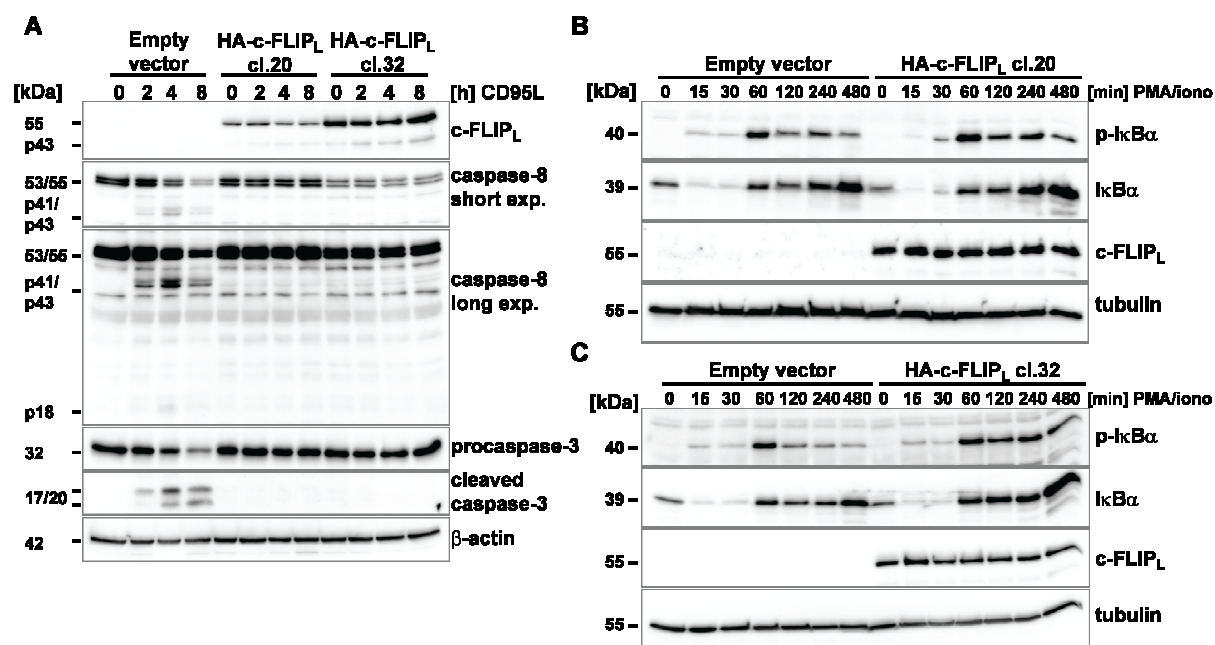 A
Empty vector
HA-c-FLIPL cl.20
HA-c-FLIPL cl.32
[kDa] 0 2 4 8 0 2 4 8 0 2 4 8 [h] CD95L
55
p43
c-FLIPL
53/55
p41/
p43
caspase-8
short exp.
53/55
p41/
p43
p18
caspase-8
long exp.
32
procaspase-3
17/20
cleaved
caspase-3
42
β-actin
B
Empty vector
HA-c-FLIPL cl.20
[kDa] 0 15 30 60 120 240 480 0 15 30 60 120 240 480 [min] PMA/iono
40
p-IκBα
39
IκBα
55
c-FLIPL
55
tubulin
C
Empty vector
HA-c-FLIPL cl.32
[kDa] 0 15 30 60 120 240 480 0 15 30 60 120 240 480 [min] PMA/iono
40
p-IκBα
39
IκBα
55
c-FLIPL
55
tubulin